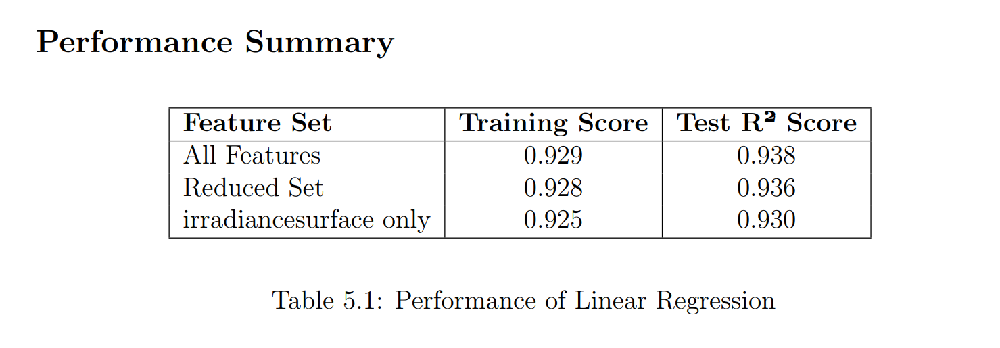 Performance Summary
Feature Set Training Score Test R² Score
All Features 0.929 0.938
Reduced Set 0.928 0.936
irradiancesurface only 0.925 0.930
Table 5.1: Performance of Linear Regression